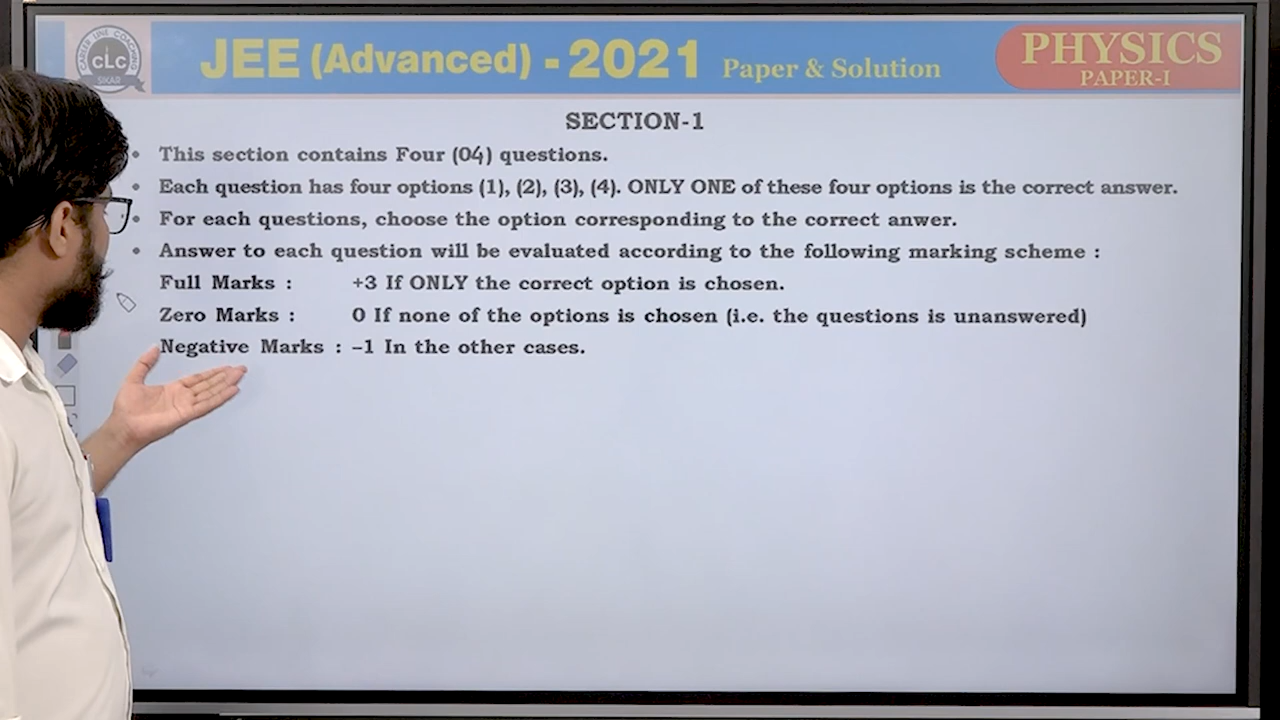 CAREER LINE COACHING
CLC
SIKAR
JEE (Advanced) - 2021 Paper & Solution
PHYSICS
PAPER-I
SECTION-1
• This section contains Four (04) questions.
• Each question has four options (1), (2), (3), (4). ONLY ONE of these four options is the correct answer.
• For each questions, choose the option corresponding to the correct anwer.
• Answer to each question will be evaluated according to the following marking scheme :
Full Marks : +3 If ONLY the correct option is chosen.
Zero Marks : 0 If none of the options is chosen (i.e. the questions is unanswered)
Negative Marks : –1 In the other cases.